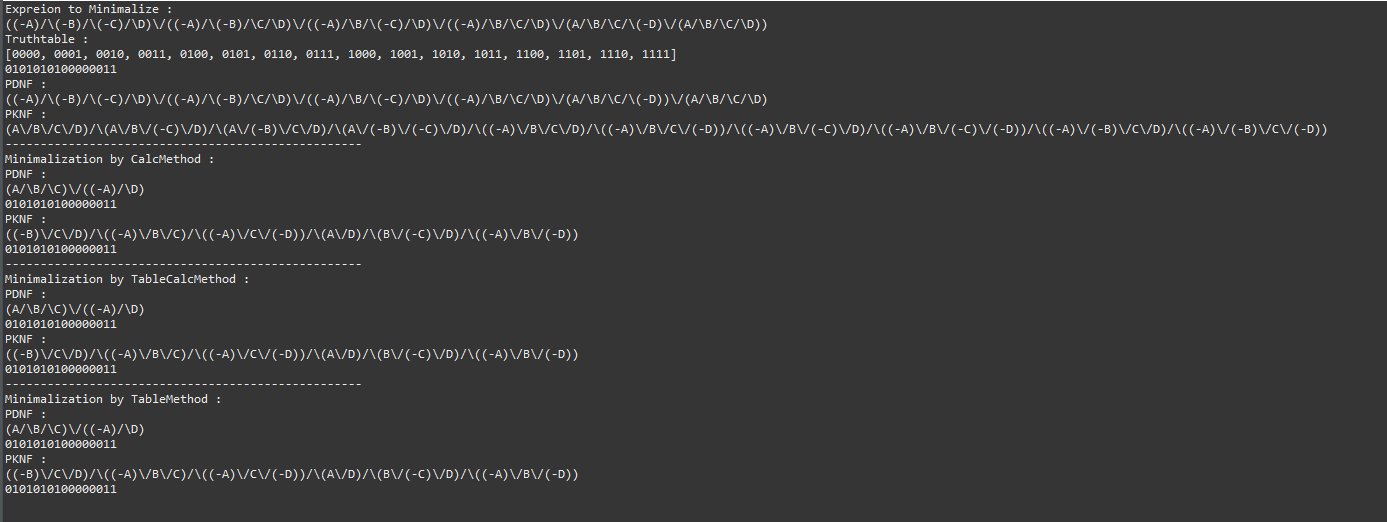 Expreion to Minimalize :
((-A)/\(-B)/\(-C)/\D)\/((-A)/\(-B)/\C/\D)\/((-A)/\B/\(-C)/\D)\/((-A)/\B/\C/\D)\/(A/\B/\C/\(-D)\/(A/\B/\C/\D))
Truthtable :
[0000, 0001, 0010, 0011, 0100, 0101, 0110, 0111, 1000, 1001, 1010, 1011, 1100, 1101, 1110, 1111]
0101010100000011
PDNF :
((-A)/\(-B)/\(-C)/\D)\/((-A)/\(-B)/\C/\D)\/((-A)/\B/\(-C)/\D)\/((-A)/\B/\C/\D)\/(A/\B/\C/\(-D))\/(A/\B/\C/\D)
PKNF :
(A\/B\/C\/D)/\(A\/B\/(-C)\/D)/\(A\/(-B)\/C\/D)/\(A\/(-B)\/(-C)\/D)/\((-A)\/B\/C\/D)/\((-A)\/B\/C\/(-D))/\((-A)\/B\/(-C)\/D)/\((-A)\/B\/(-C)\/(-D))/\((-A)\/(-B)\/C\/D)/\((-A)\/(-B)\/C\/(-D))
---------------------------------------------------
Minimalization by CalcMethod :
PDNF :
(A/\B/\C)\/((-A)/\D)
0101010100000011
PKNF :
((-B)\/C\/D)/\((-A)\/B\/C)/\((-A)\/C\/(-D))/\(A\/D)/\(B\/(-C)\/D)/\((-A)\/B\/(-D))
0101010100000011
---------------------------------------------------
Minimalization by TableCalcMethod :
PDNF :
(A/\B/\C)\/((-A)/\D)
0101010100000011
PKNF :
((-B)\/C\/D)/\((-A)\/B\/C)/\((-A)\/C\/(-D))/\(A\/D)/\(B\/(-C)\/D)/\((-A)\/B\/(-D))
0101010100000011
---------------------------------------------------
Minimalization by TableMethod :
PDNF :
(A/\B/\C)\/((-A)/\D)
0101010100000011
PKNF :
((-B)\/C\/D)/\((-A)\/B\/C)/\((-A)\/C\/(-D))/\(A\/D)/\(B\/(-C)\/D)/\((-A)\/B\/(-D))
0101010100000011